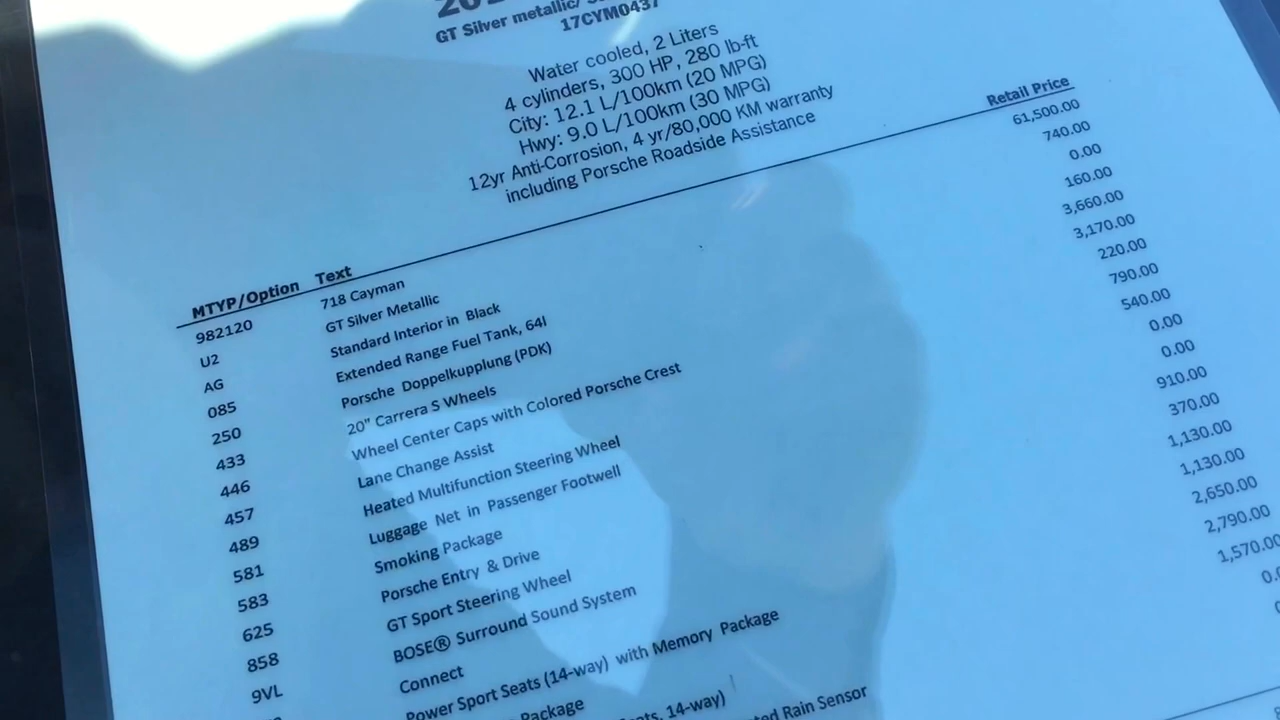 GT Silver metallic/
17CYM0437
Water cooled, 2 Liters
4 cylinders, 300 HP, 280 lb-ft
City: 12.1 L/100km (20 MPG)
Hwy: 9.0 L/100km (30 MPG)
12yr Anti-Corrosion, 4 yr/80,000 KM warranty
including Porsche Roadside Assistance
MTYP/Option Text Retail Price
982120 718 Cayman 61,500.00
U2 GT Silver Metallic 740.00
AG Standard Interior in Black 0.00
085 Extended Range Fuel Tank, 64l 160.00
250 Porsche Doppelkupplung (PDK) 3,660.00
433 20" Carrera S Wheels 3,170.00
446 Wheel Center Caps with Colored Porsche Crest 220.00
457 Lane Change Assist 790.00
489 Heated Multifunction Steering Wheel 540.00
581 Luggage Net in Passenger Footwell 0.00
583 Smoking Package 0.00
625 Porsche Entry & Drive 910.00
858 GT Sport Steering Wheel 370.00
9VL BOSE® Surround Sound System 1,130.00
Connect 1,130.00
Power Sport Seats (14-way) with Memory Package 2,650.00
Package 2,790.00
14-way) 1,570.00
Rain Sensor